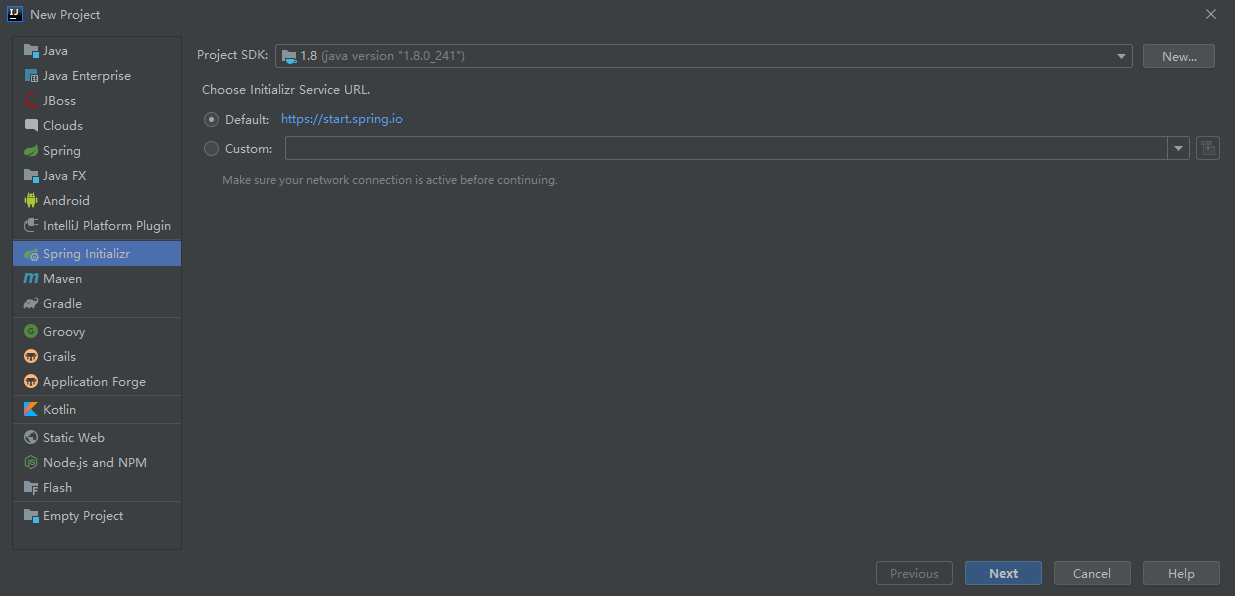 New Project
Java
Java Enterprise
JBoss
Clouds
Spring
Java FX
Android
IntelliJ Platform Plugin
Spring Initializr
Maven
Gradle
Groovy
Grails
Application Forge
Kotlin
Static Web
Node.js and NPM
Flash
Empty Project
Project SDK: 1.8 (java version "1.8.0_241") New...
Choose Initializr Service URL.
Default: https://start.spring.io
Custom:
Make sure your network connection is active before continuing.
Previous Next Cancel Help